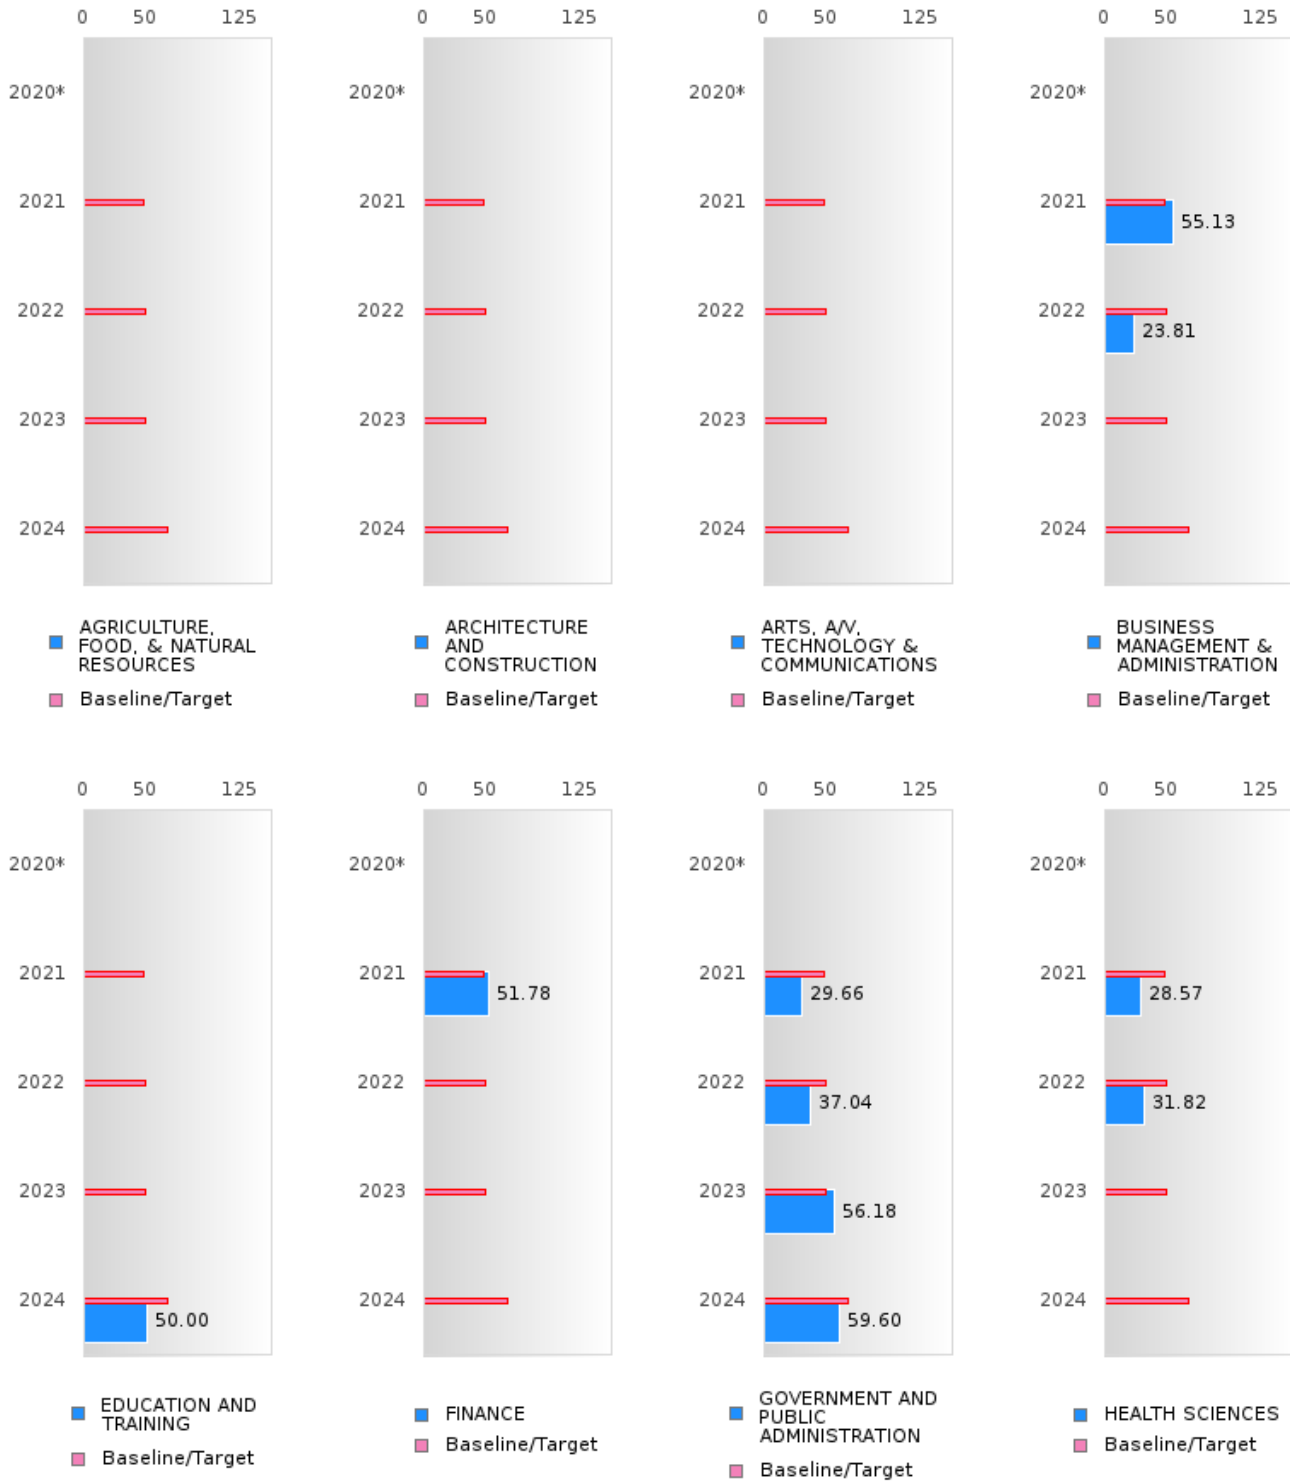 0 50 125
0 50 125
0 50 125
0 50 125
2020*
2021
2022
2023
2024
2020*
2021
2022
2023
2024
2020*
2021
2022
2023
2024
2020*
2021
55.13
2022
23.81
2023
2024
AGRICULTURE,
FOOD, & NATURAL
RESOURCES
Baseline/Target
ARCHITECTURE
AND
CONSTRUCTION
Baseline/Target
ARTS, A/V,
TECHNOLOGY &
COMMUNICATIONS
Baseline/Target
BUSINESS
MANAGEMENT &
ADMINISTRATION
Baseline/Target
0 50 125
0 50 125
0 50 125
0 50 125
2020*
2021
2022
2023
2024
50.00
2020*
2021
51.78
2022
2023
2024
2020*
2021
29.66
2022
37.04
2023
56.18
2024
59.60
2020*
2021
28.57
2022
31.82
2023
2024
EDUCATION AND
TRAINING
Baseline/Target
FINANCE
Baseline/Target
GOVERNMENT AND
PUBLIC
ADMINISTRATION
Baseline/Target
HEALTH SCIENCES
Baseline/Target